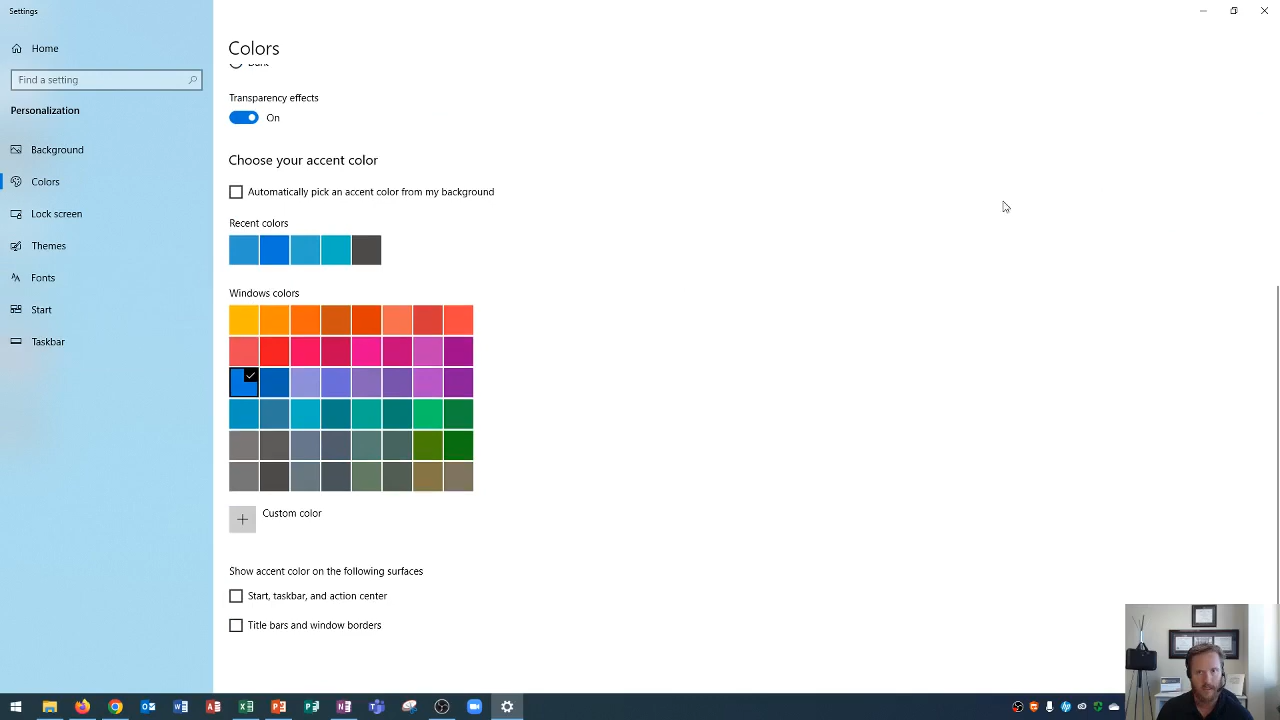 Settings
Home
Find a setting
Personalization
Background
Colors
Lock screen
Themes
Fonts
Start
Taskbar
Colors
Dark
Transparency effects
On
Choose your accent color
Automatically pick an accent color from my background
Recent colors
Windows colors
Custom color
Show accent color on the following surfaces
Start, taskbar, and action center
Title bars and window borders